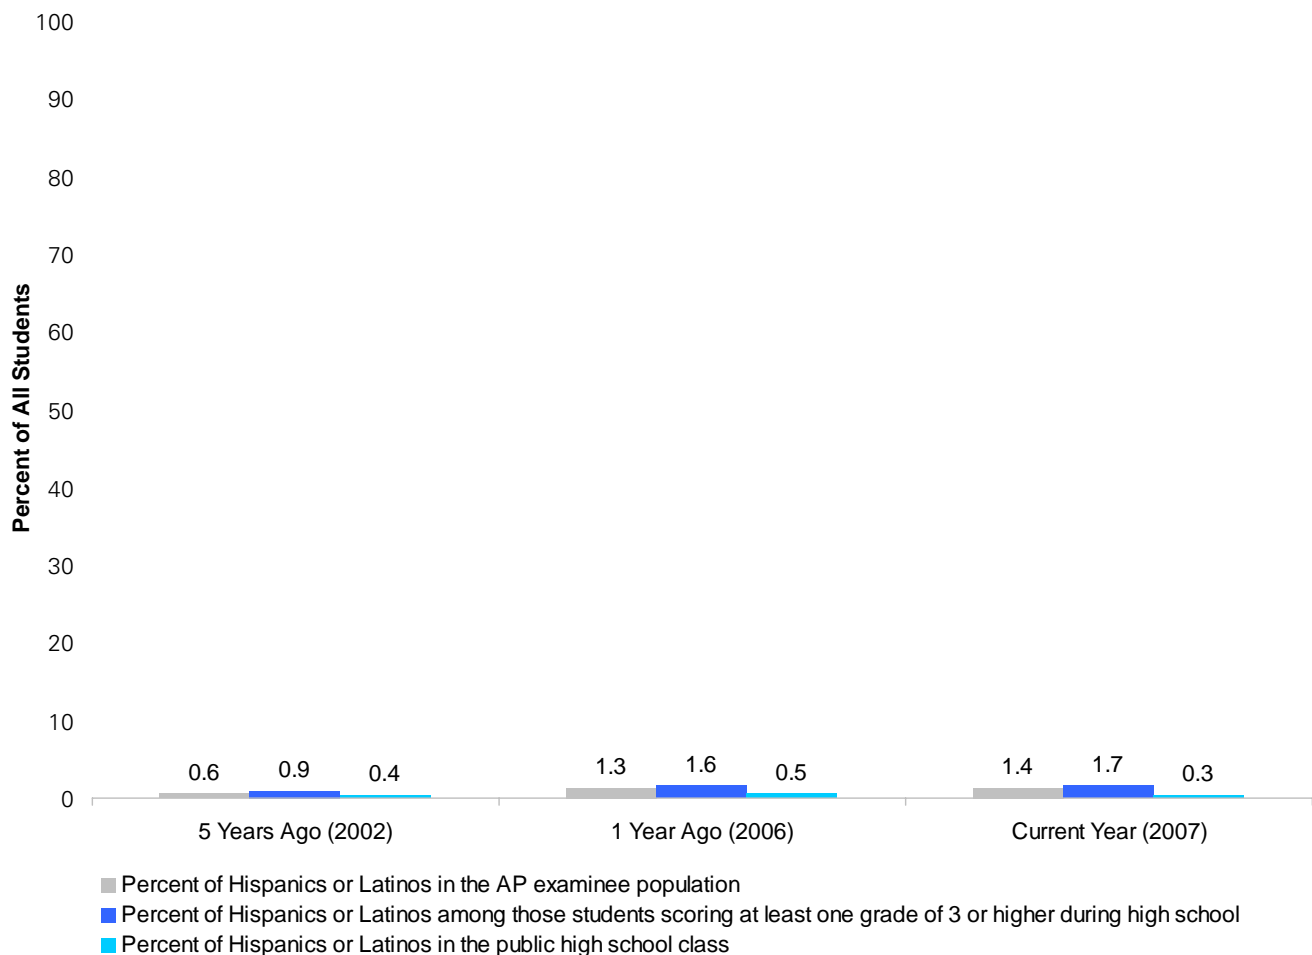 100
90
80
70
60
50
40
30
20
10
0
Percent of All Students
0.6 0.9 0.4
1.3 1.6 0.5
1.4 1.7 0.3
5 Years Ago (2002) 1 Year Ago (2006) Current Year (2007)
Percent of Hispanics or Latinos in the AP examinee population
Percent of Hispanics or Latinos among those students scoring at least one grade of 3 or higher during high school
Percent of Hispanics or Latinos in the public high school class